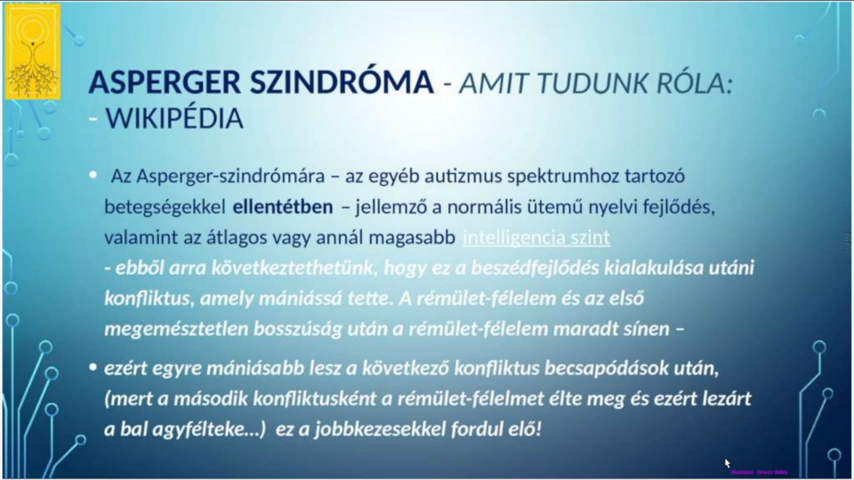 ASPERGER SZINDRÓMA - AMIT TUDUNK RÓLA:
- WIKIPÉDIA
• Az Asperger-szindrómára – az egyéb autizmus spektrumhoz tartozó
betegségekkel ellentétben – jellemző a normális ütemű nyelvi fejlődés,
valamint az átlagos vagy annál magasabb intelligencia szint
- ebből arra következtethetünk, hogy ez a beszédfejlődés kialakulása utáni
konfliktus, amely mániássá tette. A rémület-félelem és az első
megemésztetlen bosszúság után a rémület-félelem maradt sínen –
• ezért egyre mániásabb lesz a következő konfliktus becsapódások után,
(mert a második konfliktusként a rémület-félelmet élte meg és ezért lezárt
a bal agyfélteke...) ez a jobbkezesekkel fordul elő!